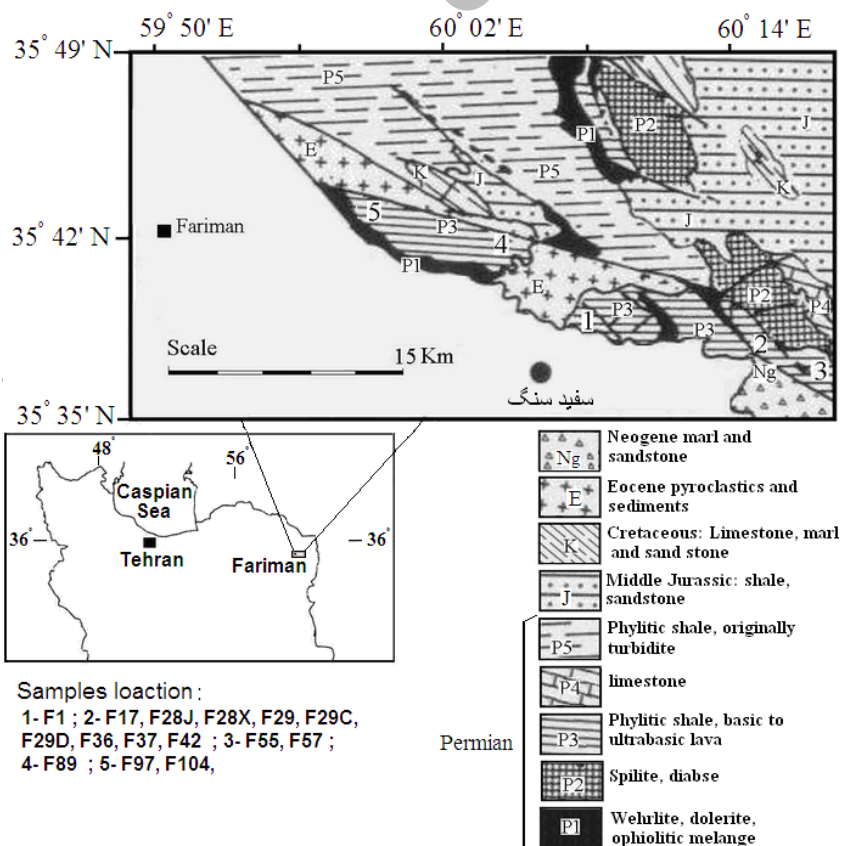 59° 50' E 60° 02' E 60° 14' E
35° 49' N
P5
P1
P2
J
E
K
J
P5
K
5
P3
J
35° 42' N
Fariman
4
P1
E
P2
P4
1
P3
P3
2
Scale
15 Km
Ng
3
سفید سنگ
35° 35' N
48°
56°
Caspian
Sea
36°
36°
Tehran
Fariman
Ng
Neogene marl and
sandstone
E
Eocene pyroclastics and
sediments
K
Cretaceous: Limestone, marl
and sand stone
J
Middle Jurassic: shale,
sandstone
P5
Phylitic shale, originally
turbidite
P4
limestone
Permian
P3
Phylitic shale, basic to
ultrabasic lava
P2
Spilite, diabse
P1
Wehrlite, dolerite,
ophiolitic melange
Samples loaction :
1- F1 ; 2- F17, F28J, F28X, F29, F29C,
F29D, F36, F37, F42 ; 3- F55, F57 ;
4- F89 ; 5- F97, F104,